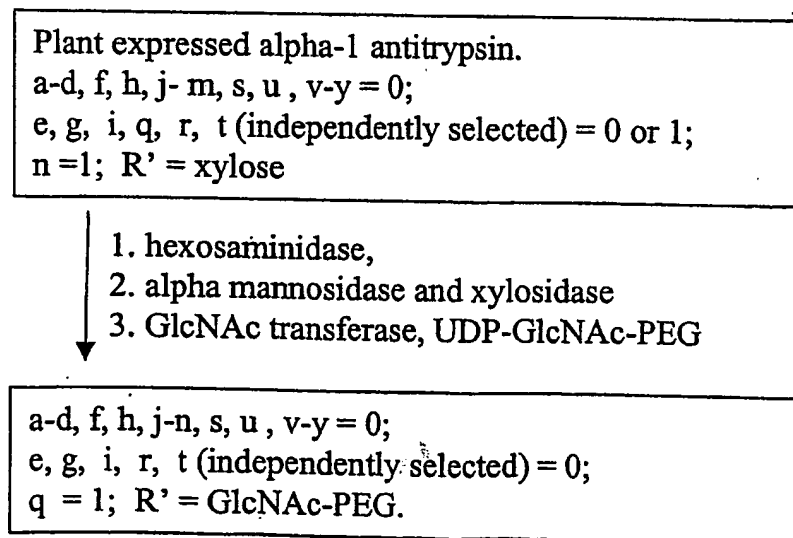 Plant expressed alpha-1 antitrypsin.
a-d, f, h, j- m, s, u , v-y = 0;
e, g, i, q, r, t (independently selected) = 0 or 1;
n =1; R’ = xylose
1. hexosaminidase,
2. alpha mannosidase and xylosidase
3. GlcNAc transferase, UDP-GlcNAc-PEG
a-d, f, h, j-n, s, u , v-y = 0;
e, g, i, r, t (independently selected) = 0;
q = 1; R’ = GlcNAc-PEG.